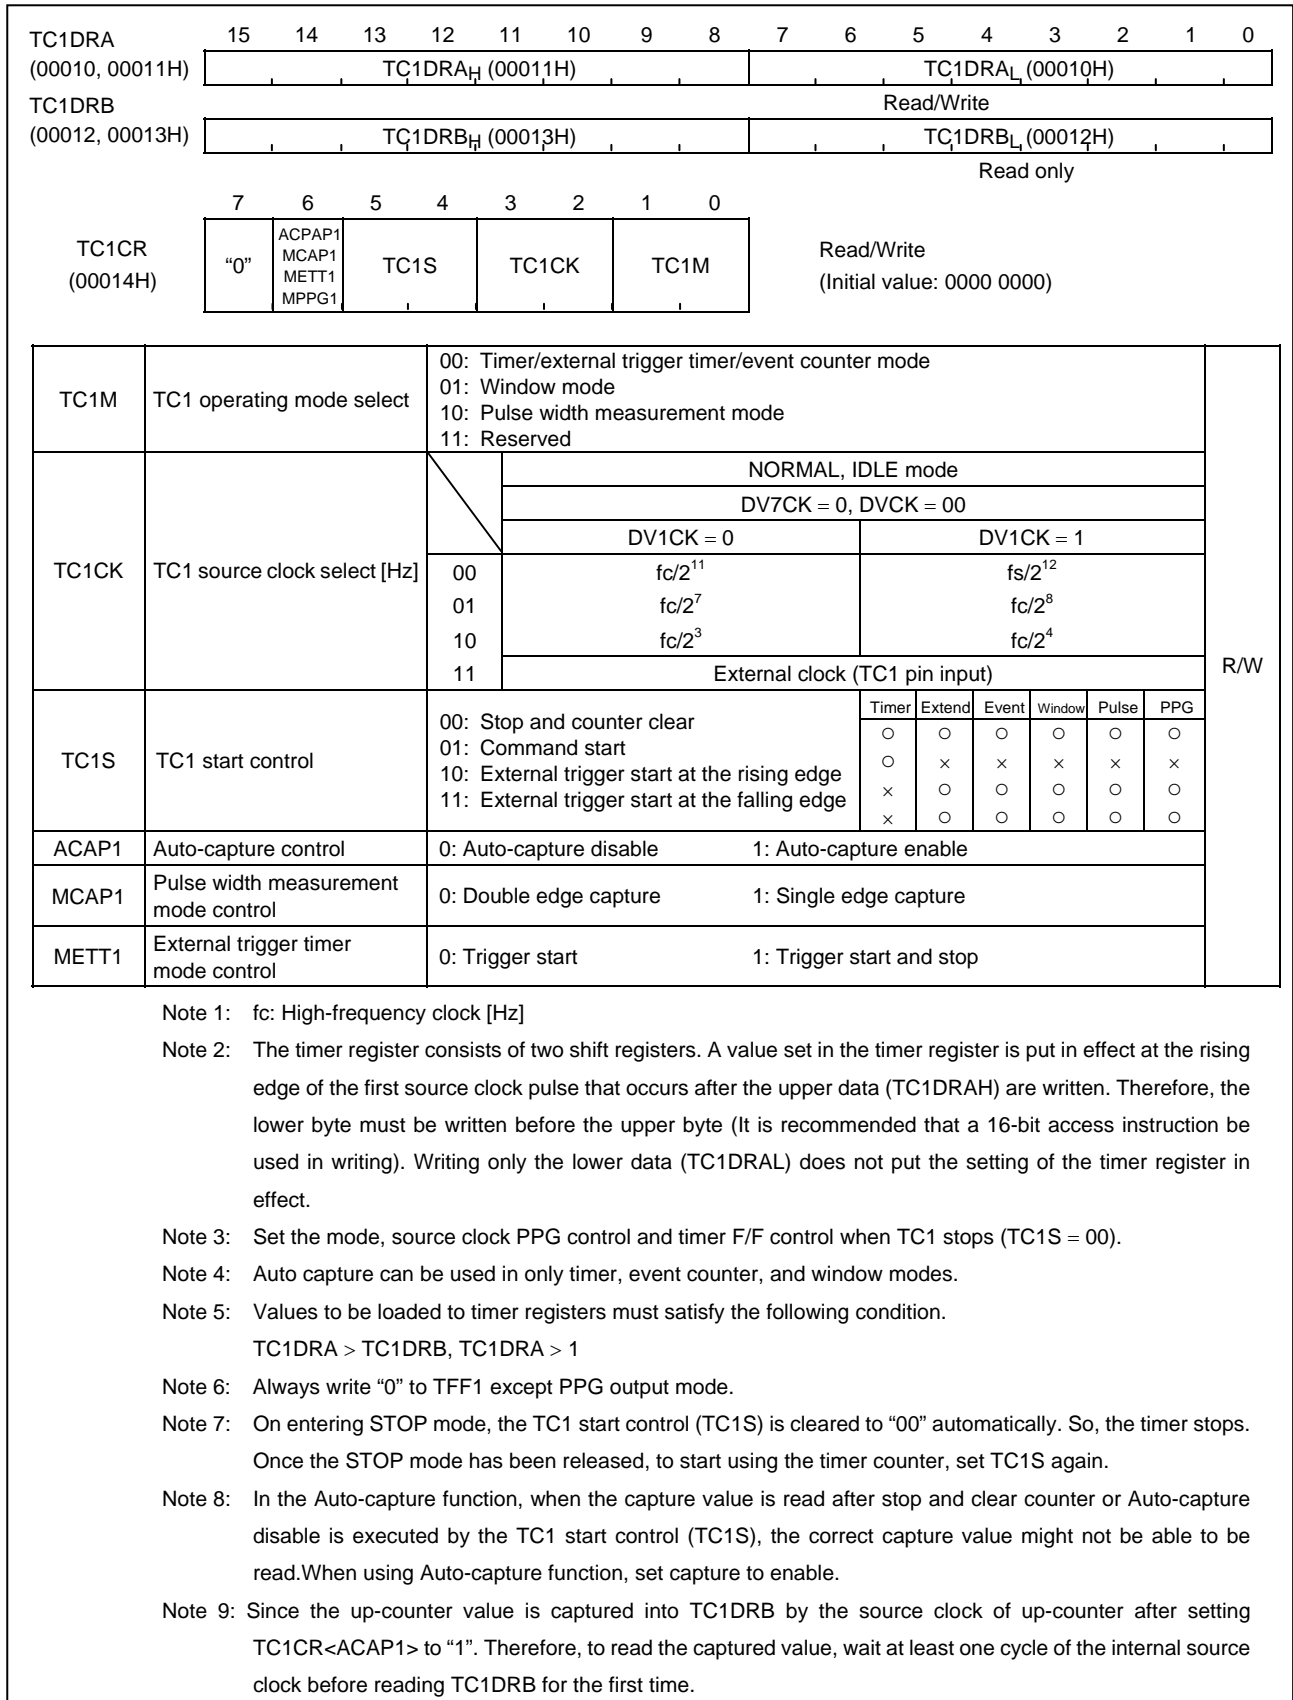 TC1DRA 15 14 13 12 11 10 9 8 7 6 5 4 3 2 1 0
(00010, 00011H) TC1DRAH (00011H) TC1DRAL (00010H)
TC1DRB Read/Write
(00012, 00013H) TC1DRBH (00013H) TC1DRBL (00012H)
Read only
7 6 5 4 3 2 1 0
TC1CR
(00014H)
“0”
ACPAP1
MCAP1
METT1
MPPG1
TC1S TC1CK TC1M
Read/Write
(Initial value: 0000 0000)
TC1M TC1 operating mode select
00: Timer/external trigger timer/event counter mode
01: Window mode
10: Pulse width measurement mode
11: Reserved
R/W
TC1CK TC1 source clock select [Hz]
NORMAL, IDLE mode
DV7CK = 0, DVCK = 00
DV1CK = 0 DV1CK = 1
00 fc/2¹¹ fs/2¹²
01 fc/2⁷ fc/2⁸
10 fc/2³ fc/2⁴
11 External clock (TC1 pin input)
TC1S TC1 start control
Timer Extend Event Window Pulse PPG
00: Stop and counter clear ○ ○ ○ ○ ○ ○
01: Command start ○ × × × × ×
10: External trigger start at the rising edge × ○ ○ ○ ○ ○
11: External trigger start at the falling edge × ○ ○ ○ ○ ○
ACAP1 Auto-capture control 0: Auto-capture disable 1: Auto-capture enable
MCAP1 Pulse width measurement
mode control 0: Double edge capture 1: Single edge capture
METT1 External trigger timer
mode control 0: Trigger start 1: Trigger start and stop
Note 1: fc: High-frequency clock [Hz]
Note 2: The timer register consists of two shift registers. A value set in the timer register is put in effect at the rising
edge of the first source clock pulse that occurs after the upper data (TC1DRAH) are written. Therefore, the
lower byte must be written before the upper byte (It is recommended that a 16-bit access instruction be
used in writing). Writing only the lower data (TC1DRAL) does not put the setting of the timer register in
effect.
Note 3: Set the mode, source clock PPG control and timer F/F control when TC1 stops (TC1S = 00).
Note 4: Auto capture can be used in only timer, event counter, and window modes.
Note 5: Values to be loaded to timer registers must satisfy the following condition.
TC1DRA > TC1DRB, TC1DRA > 1
Note 6: Always write “0” to TFF1 except PPG output mode.
Note 7: On entering STOP mode, the TC1 start control (TC1S) is cleared to “00” automatically. So, the timer stops.
Once the STOP mode has been released, to start using the timer counter, set TC1S again.
Note 8: In the Auto-capture function, when the capture value is read after stop and clear counter or Auto-capture
disable is executed by the TC1 start control (TC1S), the correct capture value might not be able to be
read.When using Auto-capture function, set capture to enable.
Note 9: Since the up-counter value is captured into TC1DRB by the source clock of up-counter after setting
TC1CR<ACAP1> to “1”. Therefore, to read the captured value, wait at least one cycle of the internal source
clock before reading TC1DRB for the first time.